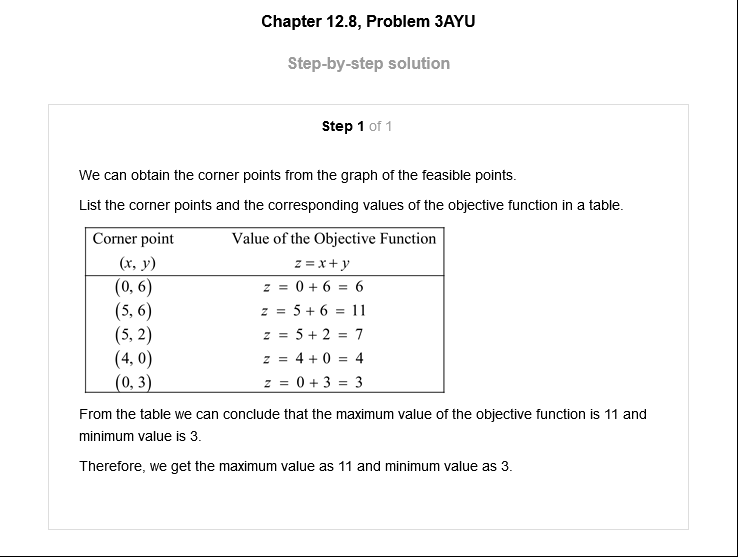 Chapter 12.8, Problem 3AYU
Step-by-step solution
Step 1 of 1
We can obtain the corner points from the graph of the feasible points.
List the corner points and the corresponding values of the objective function in a table.
Corner point Value of the Objective Function
(x, y) z = x + y
(0, 6) z = 0 + 6 = 6
(5, 6) z = 5 + 6 = 11
(5, 2) z = 5 + 2 = 7
(4, 0) z = 4 + 0 = 4
(0, 3) z = 0 + 3 = 3
From the table we can conclude that the maximum value of the objective function is 11 and
minimum value is 3.
Therefore, we get the maximum value as 11 and minimum value as 3.